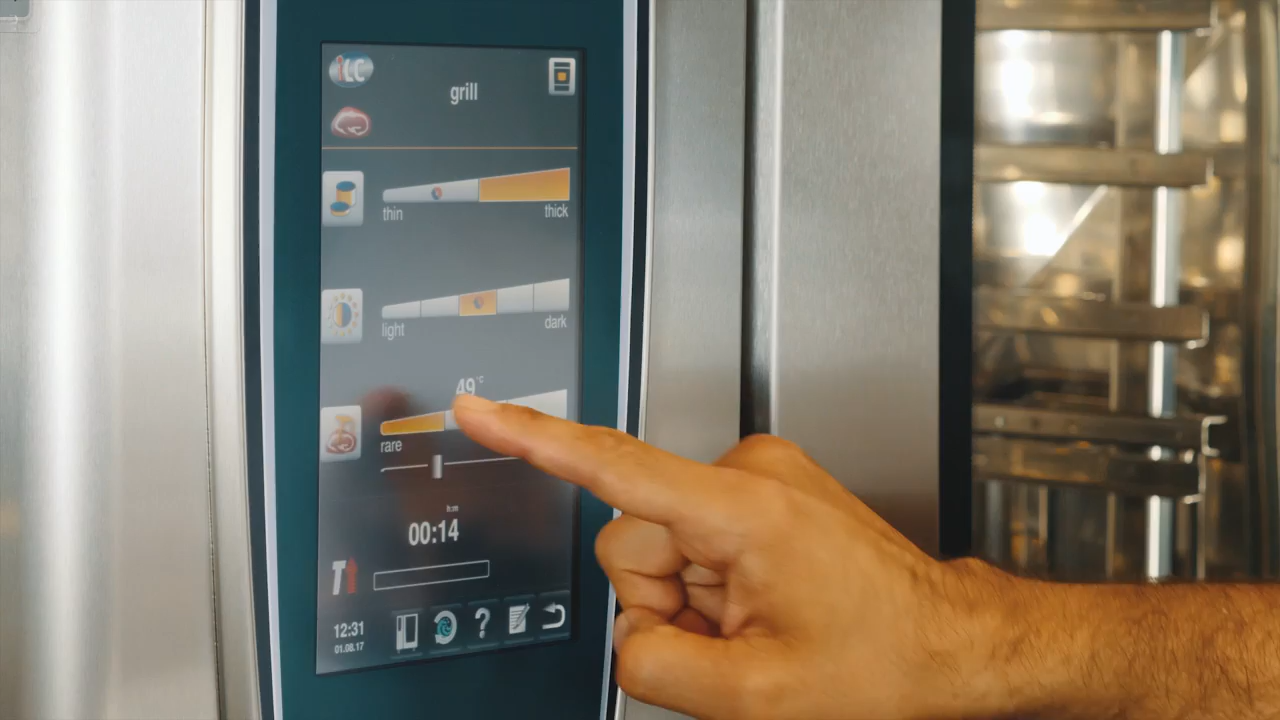 iLC
grill
thin
thick
light
dark
49 °C
rare
h:m
00:14
12:31
01.08.17
?